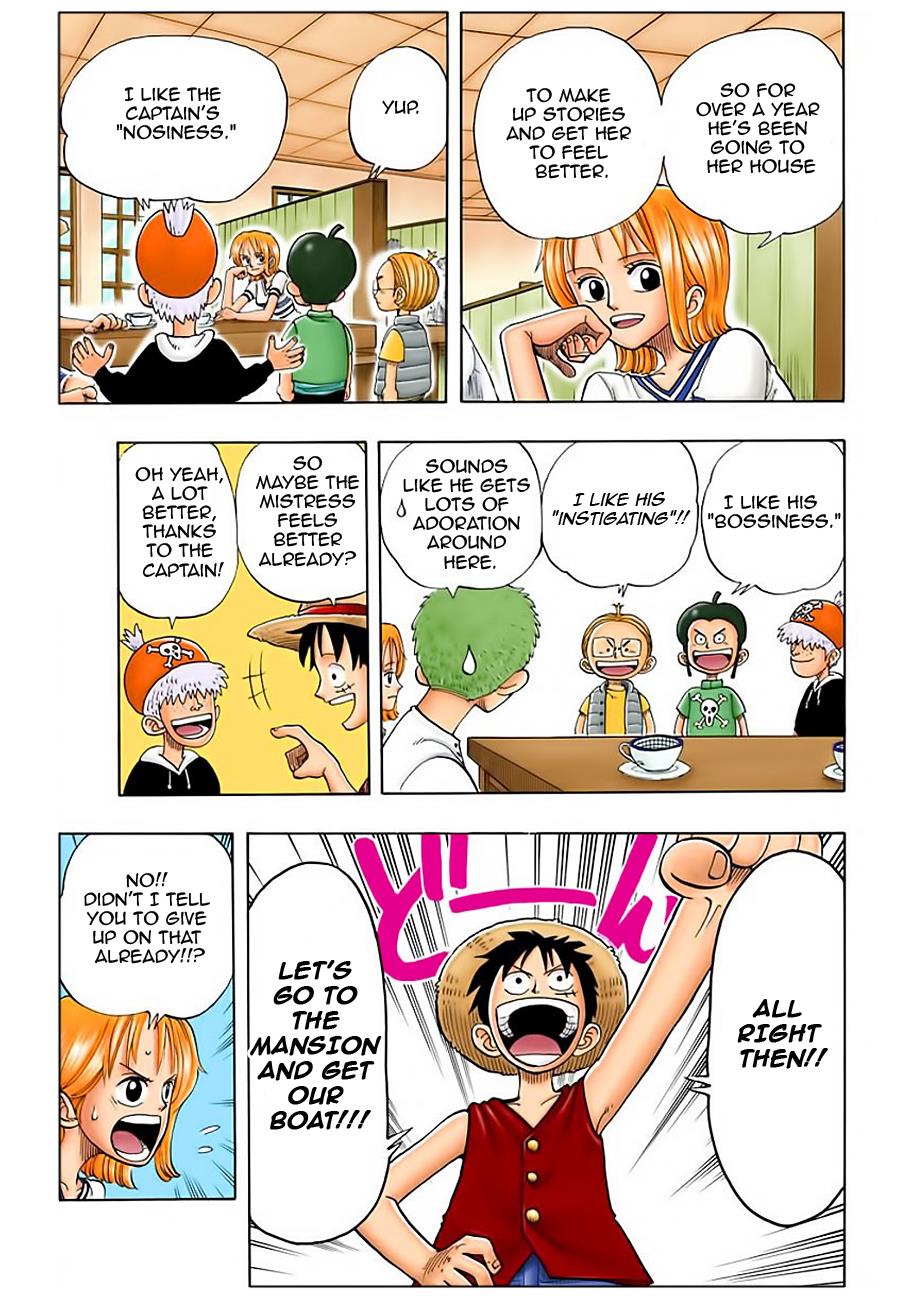 SO FOR
OVER A YEAR
HE'S BEEN
GOING TO
HER HOUSE
TO MAKE
UP STORIES
AND GET HER
TO FEEL
BETTER.
YUP.
I LIKE THE
CAPTAIN'S
"NOSINESS."
I LIKE HIS
"BOSSINESS."
I LIKE HIS
"INSTIGATING"!!
SOUNDS
LIKE HE GETS
LOTS OF
ADORATION
AROUND
HERE.
SO
MAYBE THE
MISTRESS
FEELS
BETTER
ALREADY?
OH YEAH,
A LOT
BETTER,
THANKS
TO THE
CAPTAIN!
ALL
RIGHT
THEN!!
どーん
LET'S
GO TO
THE
MANSION
AND GET
OUR
BOAT!!!
NO!!
DIDN'T I TELL
YOU TO GIVE
UP ON THAT
ALREADY!!?